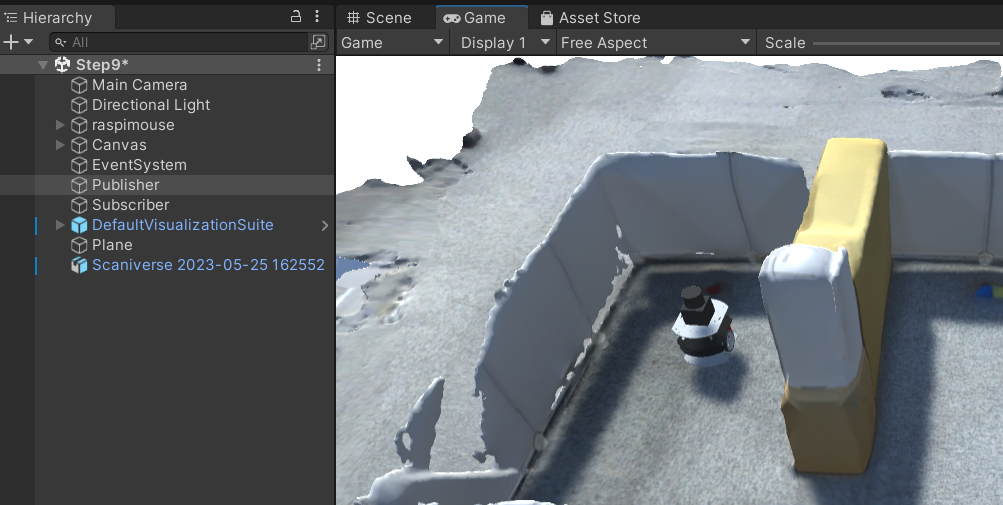 Hierarchy
Scene
Game
Asset Store
All
Game
Display 1
Free Aspect
Scale
Step9*
Main Camera
Directional Light
raspimouse
Canvas
EventSystem
Publisher
Subscriber
DefaultVisualizationSuite
Plane
Scaniverse 2023-05-25 162552